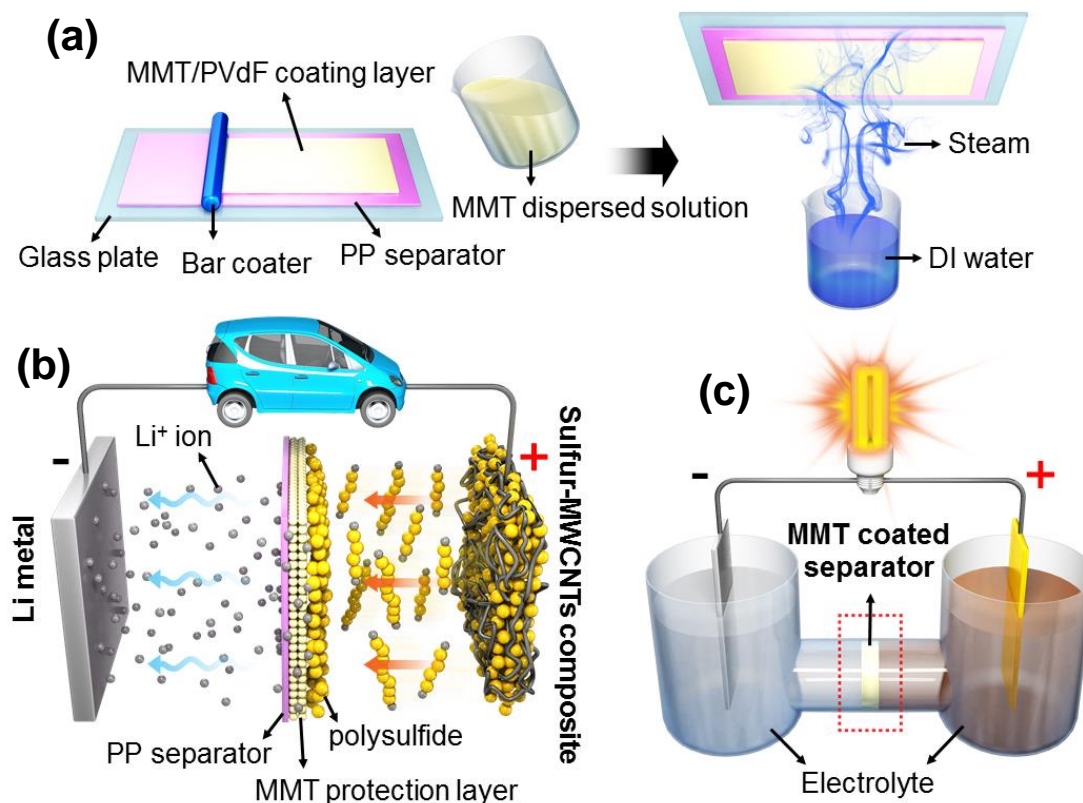 (a)
MMT/PVdF coating layer
MMT dispersed solution
Glass plate
Bar coater
PP separator
Steam
DI water
(b)
Li⁺ ion
-
+
Li metal
Sulfur-MWCNTs composite
PP separator
polysulfide
MMT protection layer
(c)
-
+
MMT coated
separator
Electrolyte